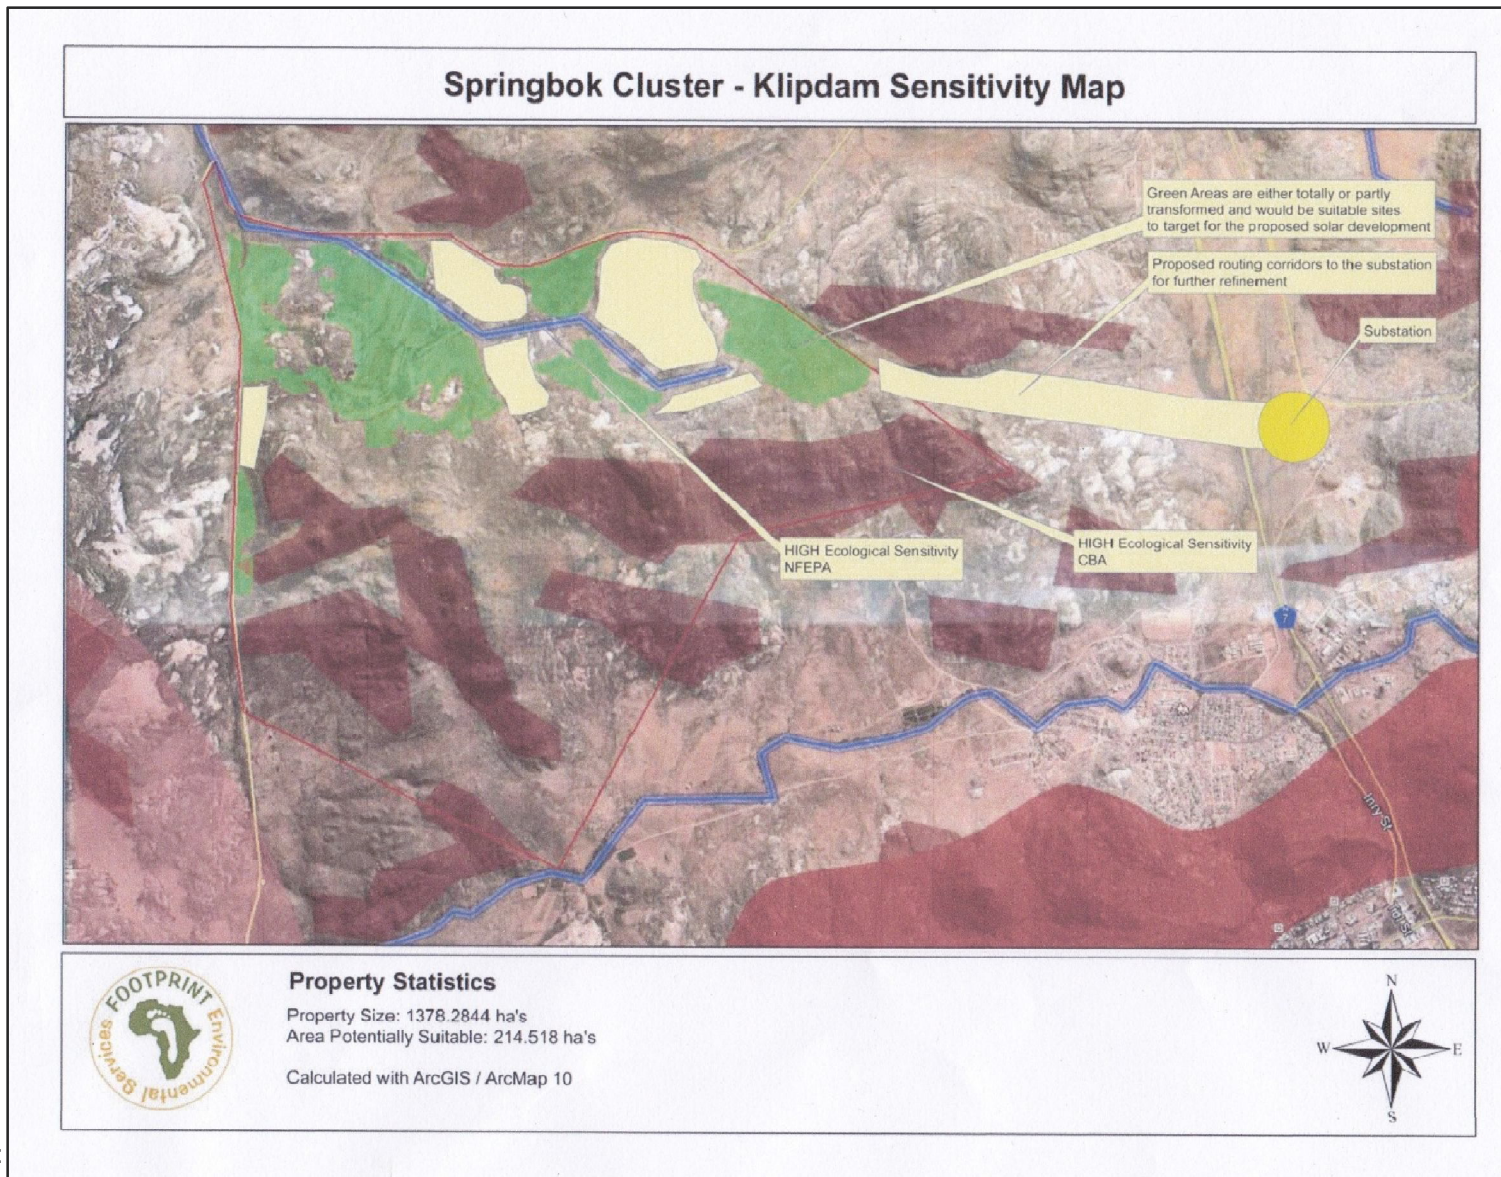 Springbok Cluster - Klipdam Sensitivity Map
Green Areas are either totally or partly
transformed and would be suitable sites
to target for the proposed solar development
Proposed routing corridors to the substation
for further refinement
Substation
HIGH Ecological Sensitivity
NFEPA
HIGH Ecological Sensitivity
CBA
7
Inry St
FOOTPRINT Environmental Services
Property Statistics
Property Size: 1378.2844 ha's
Area Potentially Suitable: 214.518 ha's
Calculated with ArcGIS / ArcMap 10
N
W
E
S